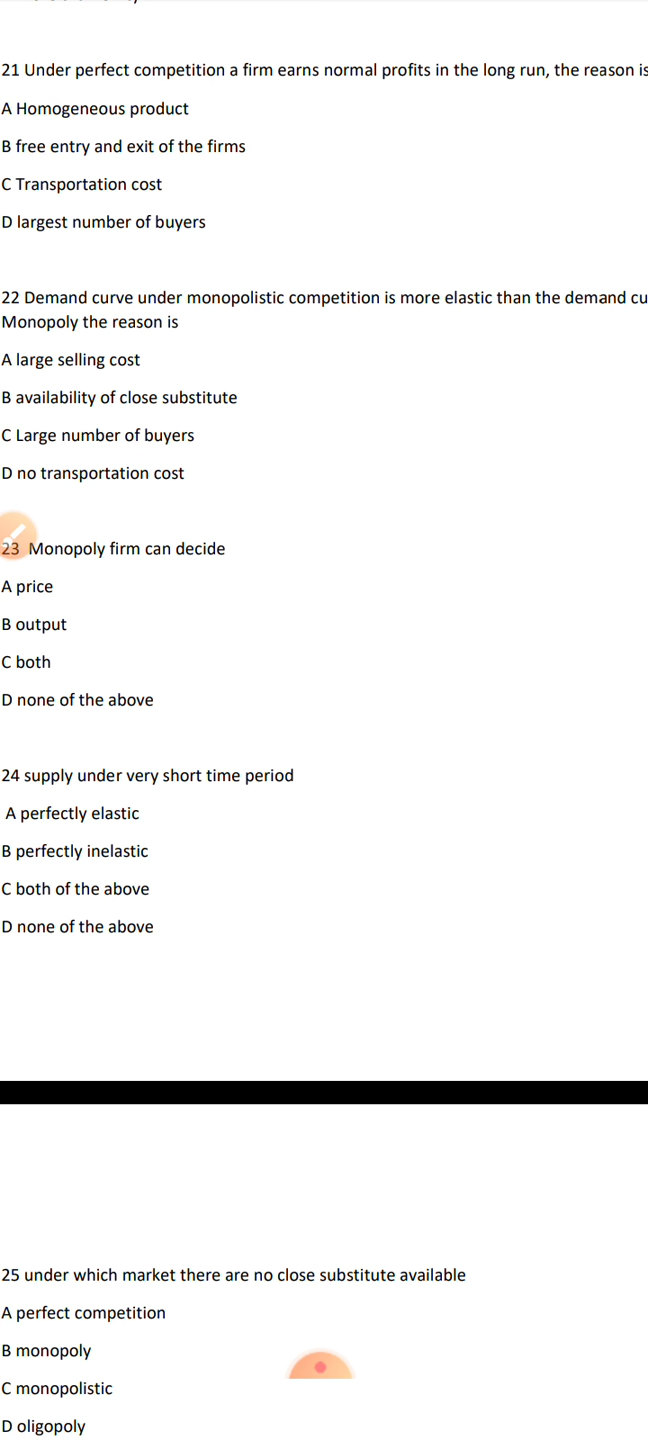 21 Under perfect competition a firm earns normal profits in the long run, the reason is
A Homogeneous product
B free entry and exit of the firms
C Transportation cost
D largest number of buyers
22 Demand curve under monopolistic competition is more elastic than the demand cu
Monopoly the reason is
A large selling cost
B availability of close substitute
C Large number of buyers
D no transportation cost
23 Monopoly firm can decide
A price
B output
C both
D none of the above
24 supply under very short time period
A perfectly elastic
B perfectly inelastic
C both of the above
D none of the above
25 under which market there are no close substitute available
A perfect competition
B monopoly
C monopolistic
D oligopoly